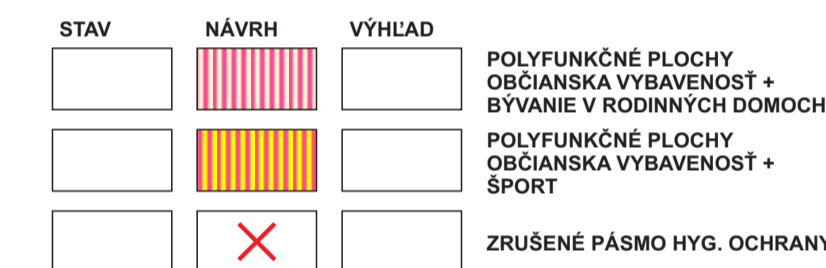 STAV NÁVRH VÝHĽAD
POLYFUNKČNÉ PLOCHY
OBČIANSKA VYBAVENOSŤ +
BÝVANIE V RODINNÝCH DOMOCH
POLYFUNKČNÉ PLOCHY
OBČIANSKA VYBAVENOSŤ +
ŠPORT
ZRUŠENÉ PÁSMO HYG. OCHRANY